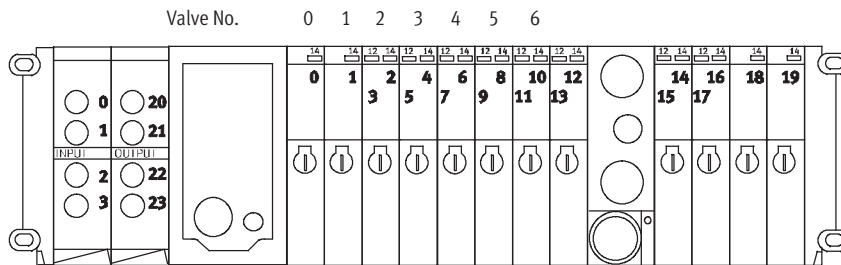 Valve No. 0 1 2 3 4 5 6
14 14 12 14 12 14 12 14 12 14 12 14 12 14 12 14 12 14 14 14
0 20 0 1 2 4 6 8 10 12 14 16 18 19
3 5 7 9 11 13 15 17
1 21
INPUT OUTPUT
2 22
3 23